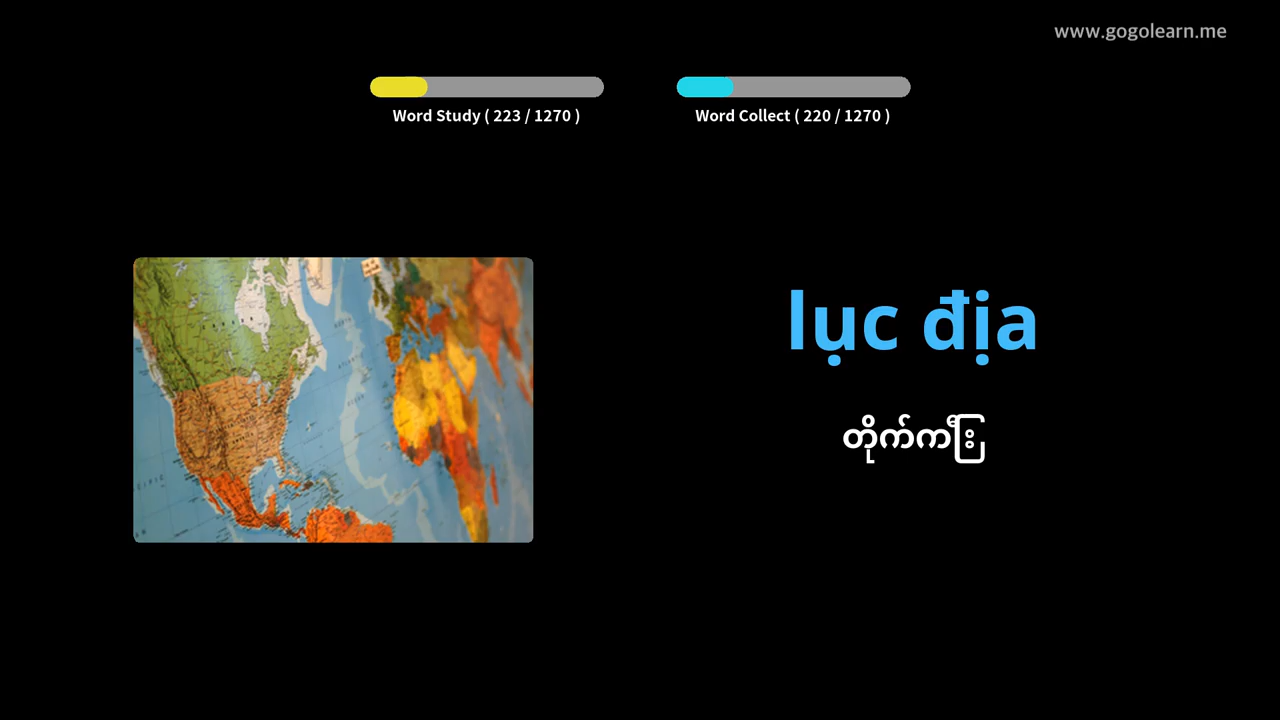 www.gogolearn.me
Word Study ( 223 / 1270 )
Word Collect ( 220 / 1270 )
lục địa
တိုက်ကြီး